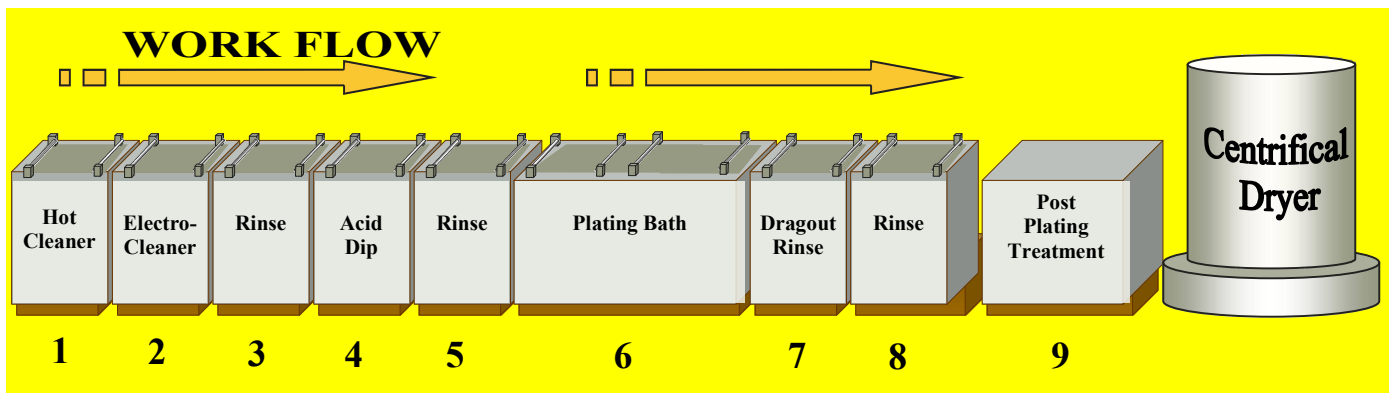 WORK FLOW
Hot
Cleaner
Electro-
Cleaner
Rinse
Acid
Dip
Rinse
Plating Bath
Dragout
Rinse
Rinse
Post
Plating
Treatment
Centrifical
Dryer
1 2 3 4 5 6 7 8 9